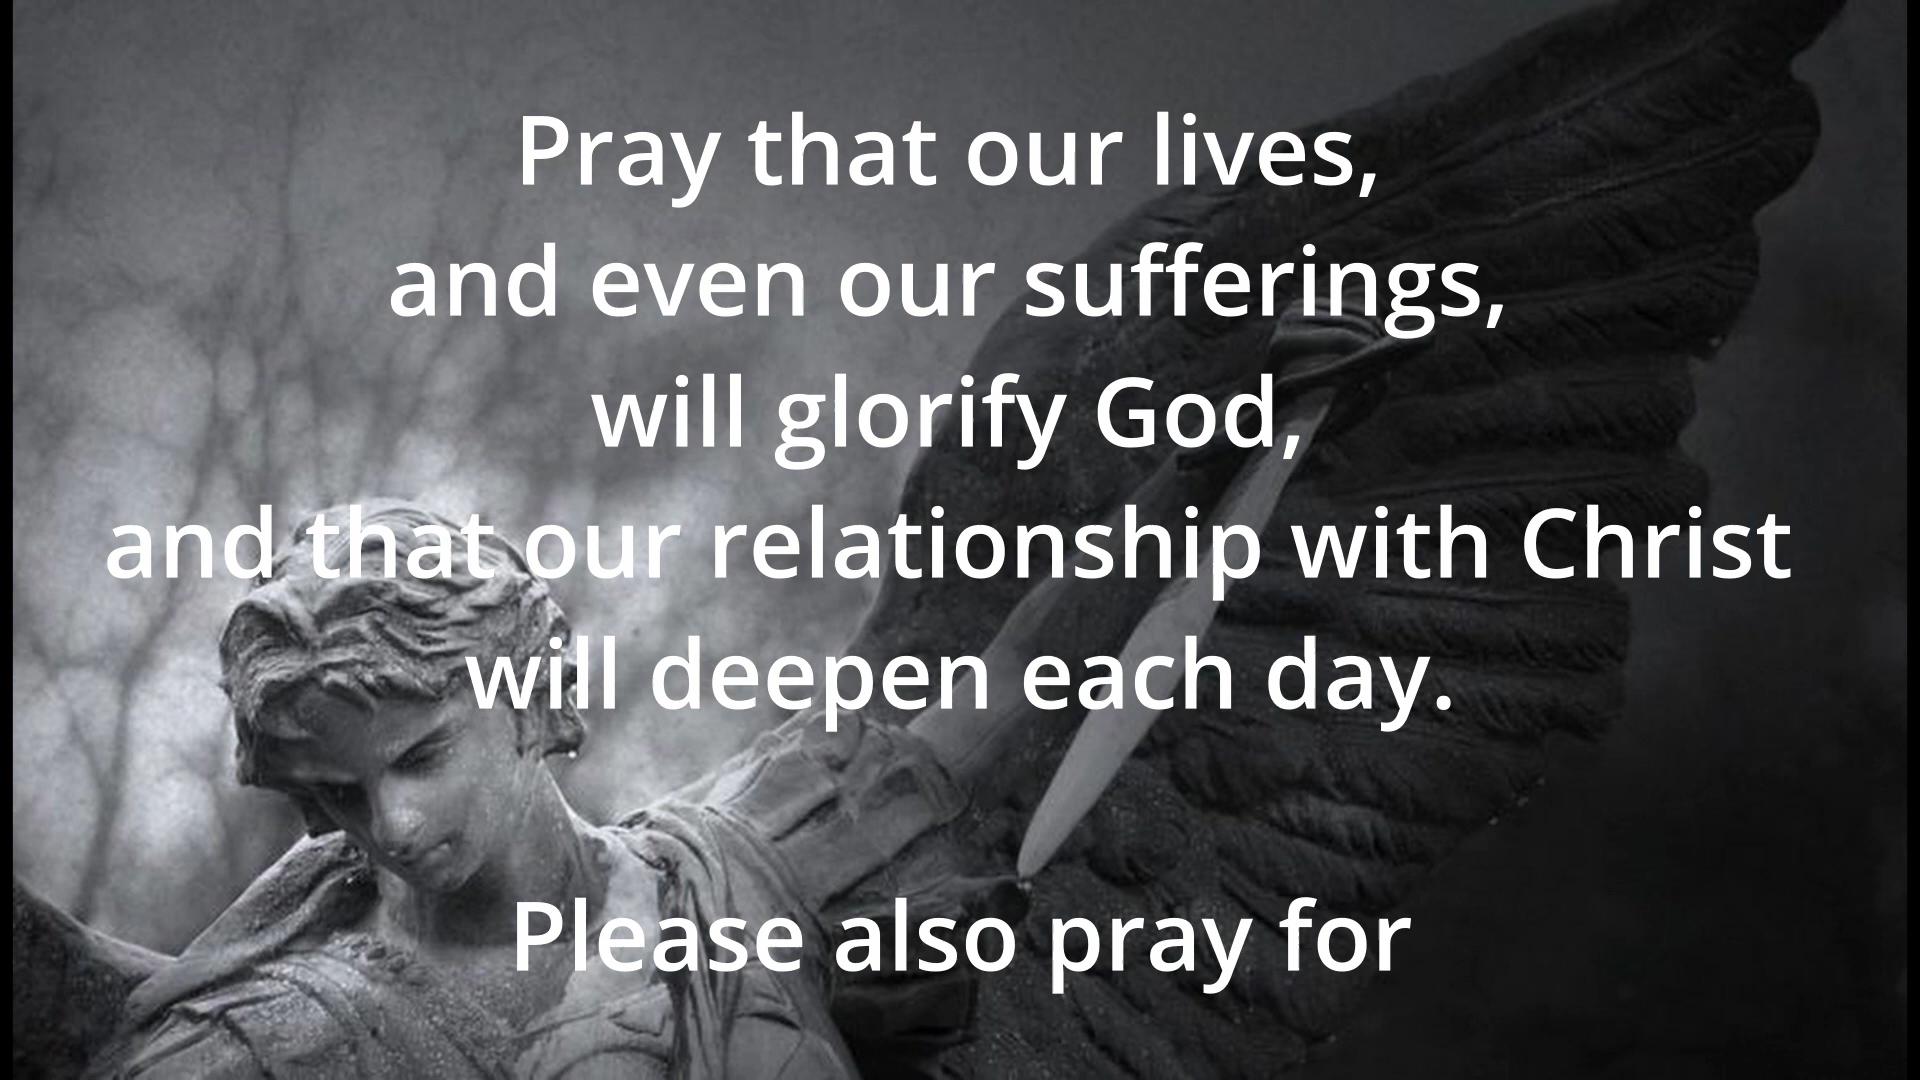 Pray that our lives,
and even our sufferings,
will glorify God,
and that our relationship with Christ
will deepen each day.
Please also pray for